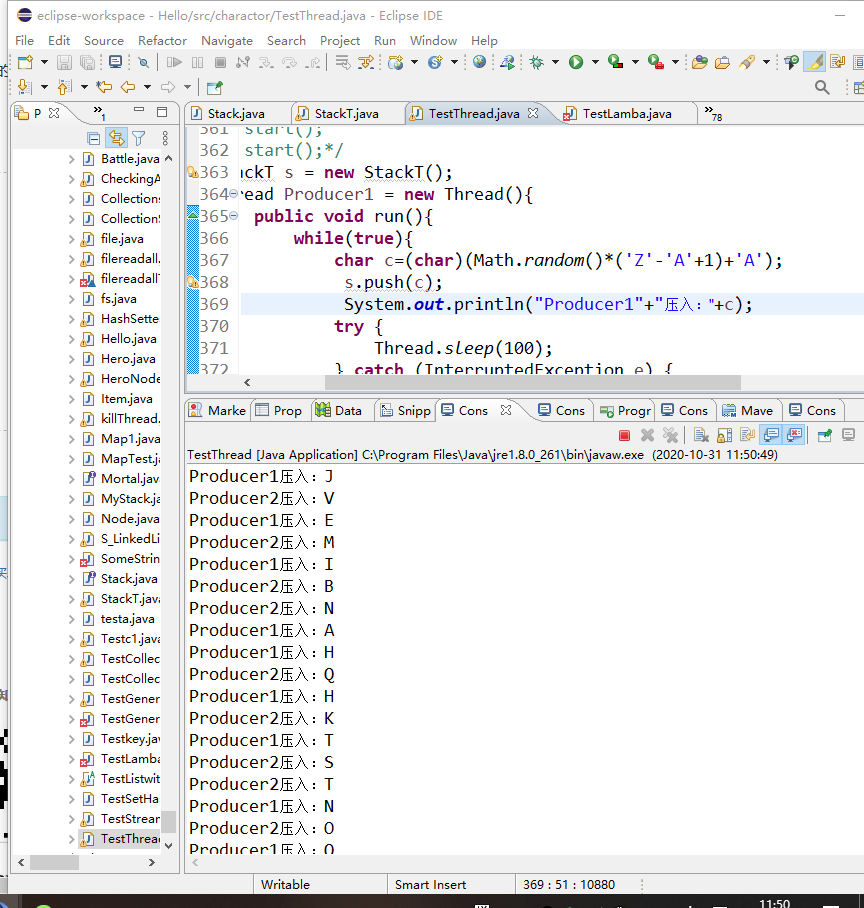 eclipse-workspace - Hello/src/charactor/TestThread.java - Eclipse IDE
File Edit Source Refactor Navigate Search Project Run Window Help
P 1 Stack.java StackT.java TestThread.java TestLamba.java 78
Battle.java
CheckingA
Collections
CollectionS
file.java
filereadall.
filereadallT
fs.java
HashSette
Hello.java
Hero.java
HeroNode
Item.java
killThread.
Map1.java
MapTest.ja
Mortal.jav
MyStack.ja
Node.java
S_LinkedLi
SomeStrin
Stack.java
StackT.java
testa.java
Testc1.java
TestCollec
TestCollec
TestGener
TestGener
Testkey.jav
TestLamba
TestListwit
TestSetHa
TestStrear
TestThread
361 start();
362 start();*/
363 ackT s = new StackT();
364 read Producer1 = new Thread(){
365 public void run(){
366 while(true){
367 char c=(char)(Math.random()*('Z'-'A'+1)+'A');
368 s.push(c);
369 System.out.println("Producer1"+"压入："+c);
370 try {
371 Thread.sleep(100);
372 } catch (InterruptedException e) {
Marke Prop Data Snipp Cons Cons Progr Cons Mave Cons
TestThread [Java Application] C:\Program Files\Java\jre1.8.0_261\bin\javaw.exe (2020-10-31 11:50:49)
Producer1压入：J
Producer2压入：V
Producer1压入：E
Producer2压入：M
Producer1压入：I
Producer2压入：B
Producer2压入：N
Producer1压入：A
Producer1压入：H
Producer2压入：Q
Producer1压入：H
Producer2压入：K
Producer1压入：T
Producer2压入：S
Producer2压入：T
Producer1压入：N
Producer2压入：O
Producer1压入：
Writable Smart Insert 369 : 51 : 10880
11:50